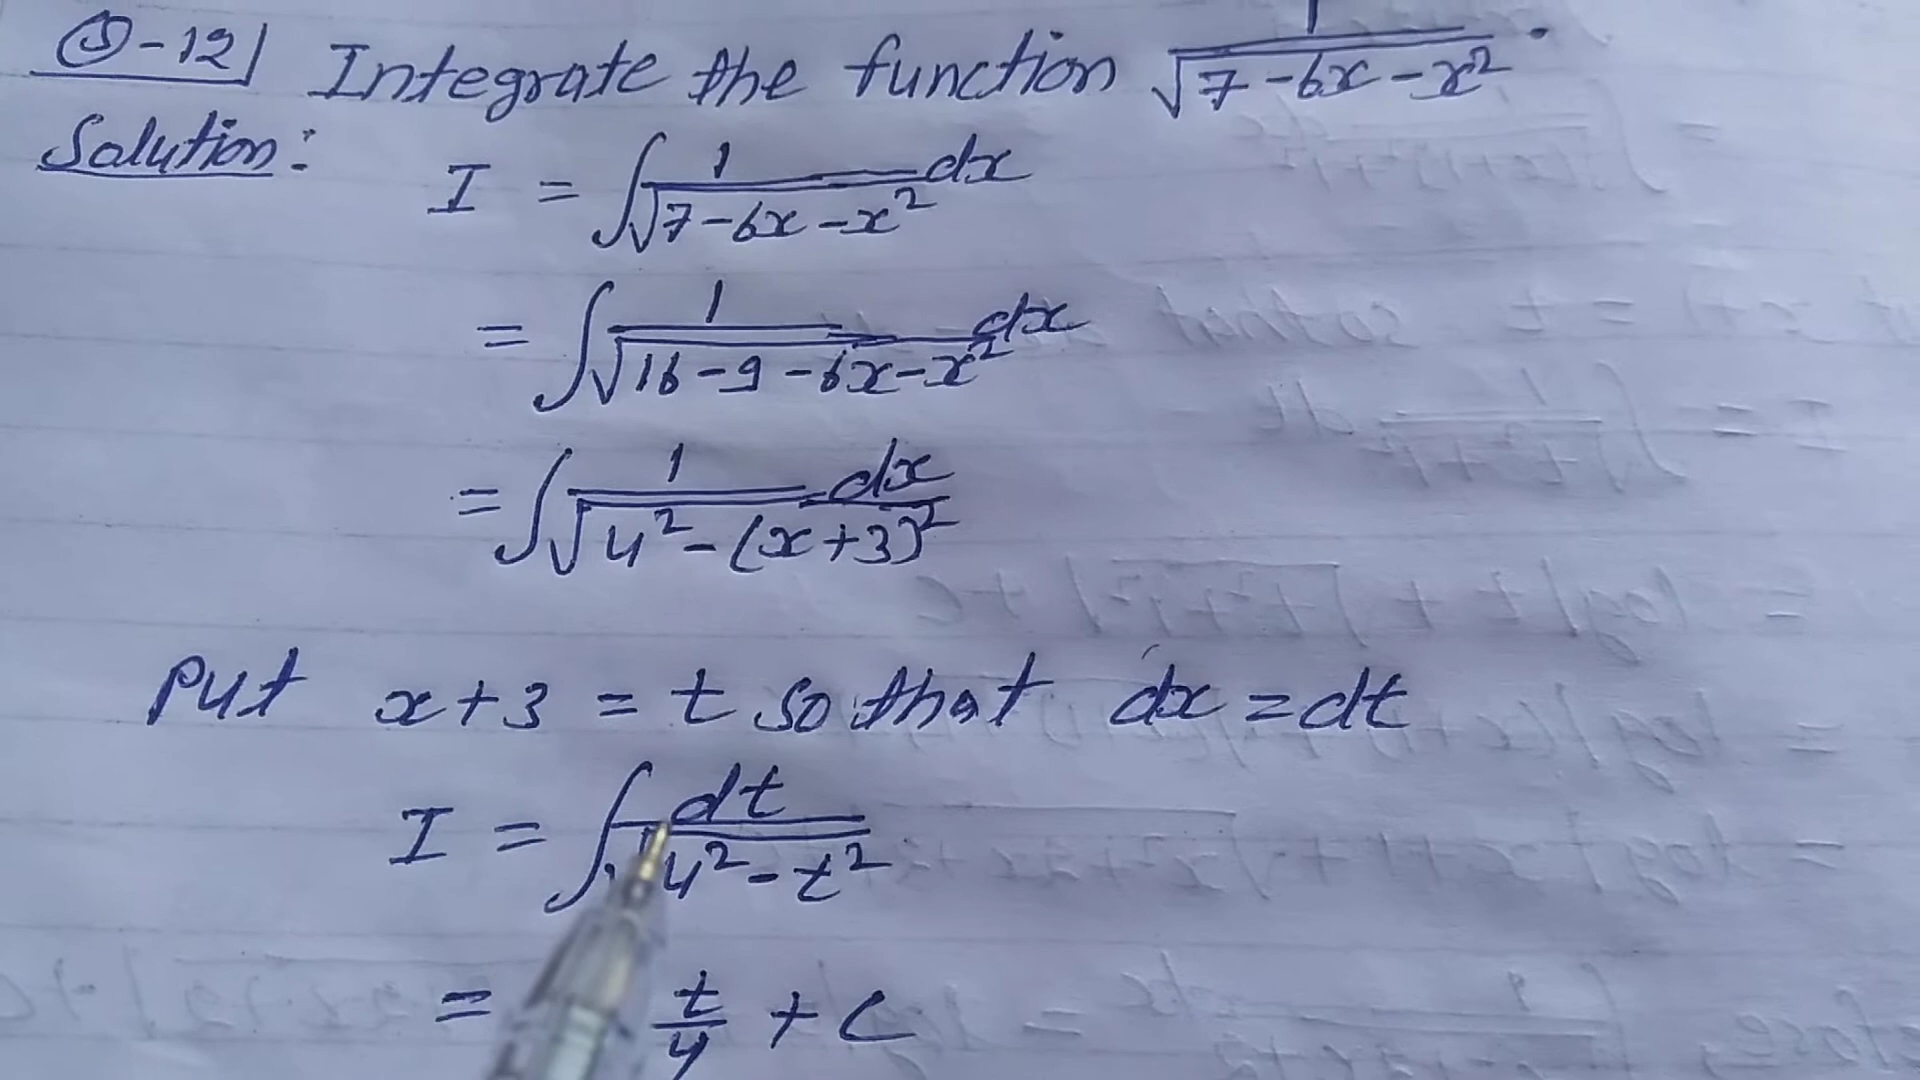 Q-12| Integrate the function 1/√(7-6x-x²).
Solution: I = ∫ 1/√(7-6x-x²) dx
= ∫ 1/√(16-9-6x-x²) dx
= ∫ 1/√(4²-(x+3)²) dx
Put x+3 = t so that dx = dt
I = ∫ dt/√(4²-t²)
= t/4 + C